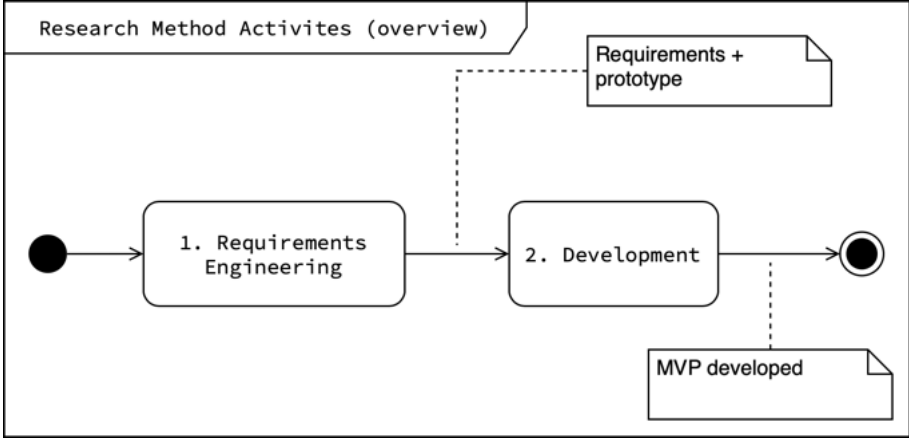 Research Method Activites (overview)
Requirements +
prototype
1. Requirements
Engineering
2. Development
MVP developed